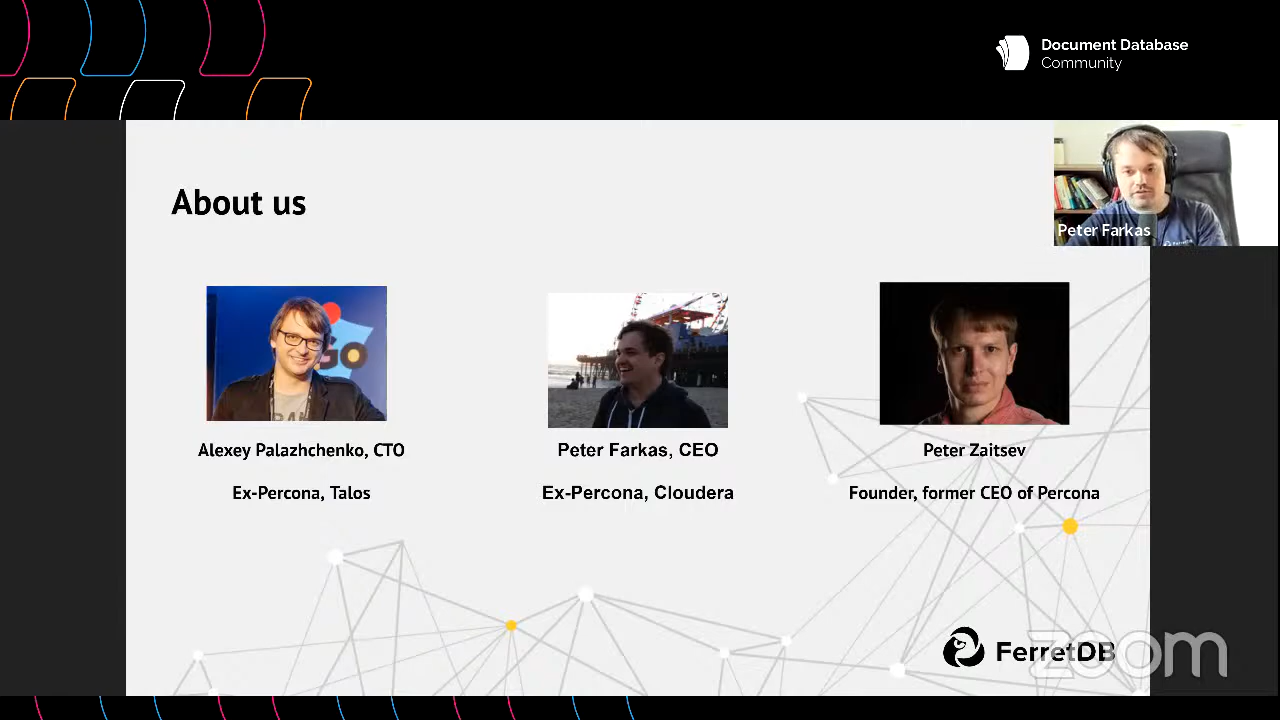 Document Database
Community
Peter Farkas
About us
GO
Alexey Palazhchenko, CTO
Peter Farkas, CEO
Peter Zaitsev
Ex-Percona, Talos
Ex-Percona, Cloudera
Founder, former CEO of Percona
FerretDB
zoom